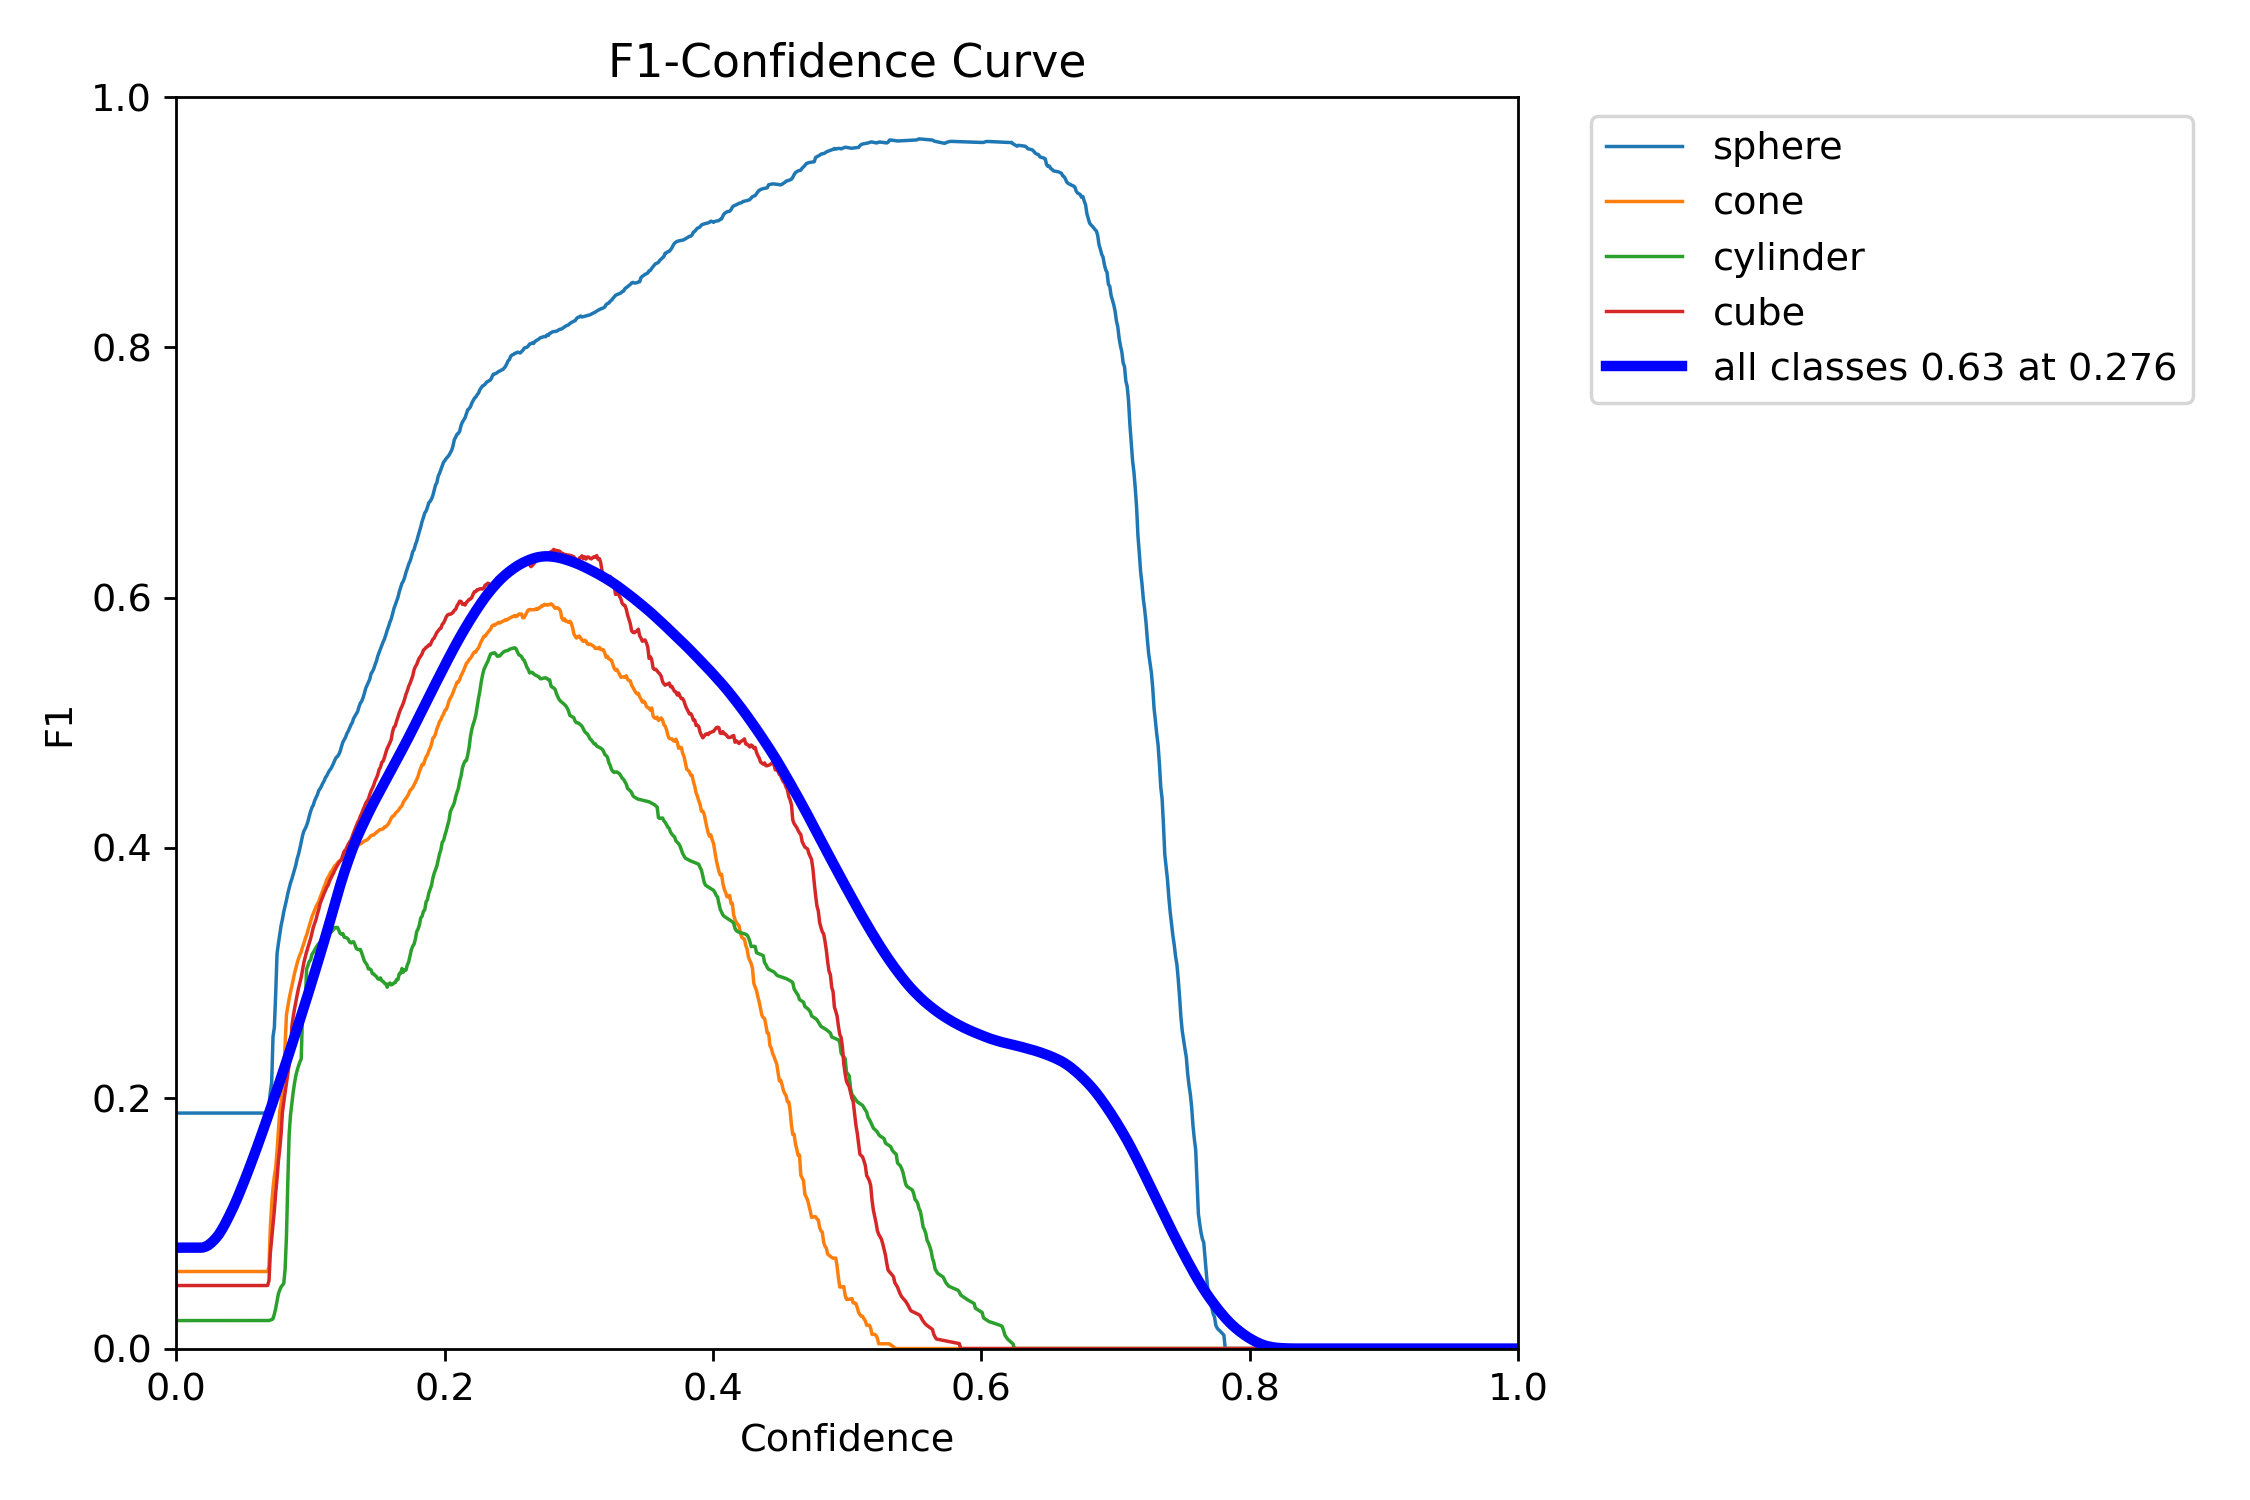 F1-Confidence Curve
1.0
0.8
0.6
0.4
0.2
0.0
F1
0.0 0.2 0.4 0.6 0.8 1.0
Confidence
sphere
cone
cylinder
cube
all classes 0.63 at 0.276